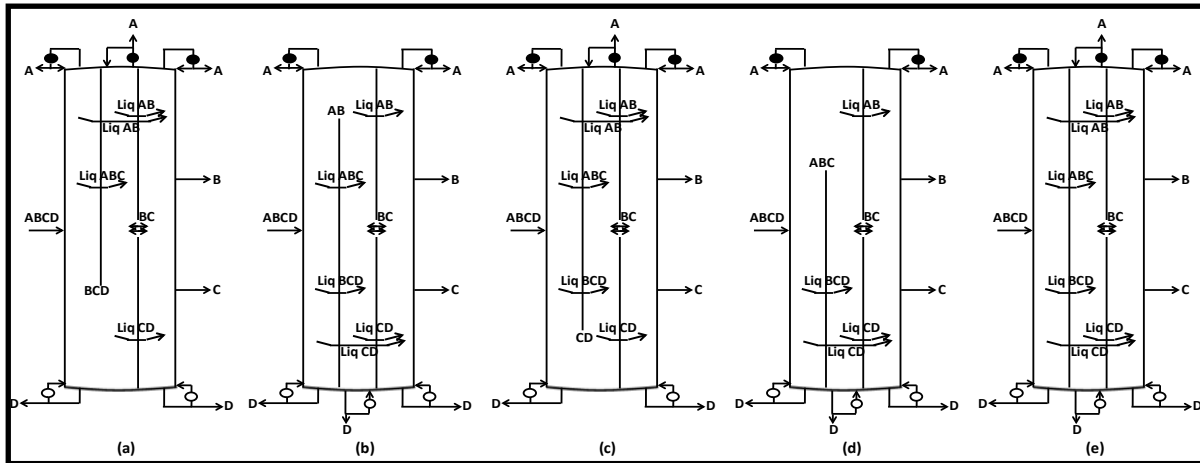 A A A
Liq AB
Liq AB
Liq ABC
B
ABCD
BC
BCD
C
Liq CD
D D
(a)
A A
AB
Liq AB
Liq ABC
B
ABCD
BC
Liq BCD
C
Liq CD
Liq CD
D D D
(b)
A A A
Liq AB
Liq AB
Liq ABC
B
ABCD
BC
Liq BCD
C
CD
Liq CD
D D
(c)
A A
Liq AB
ABC
B
ABCD
BC
Liq BCD
C
Liq CD
Liq CD
D D D
(d)
A A A
Liq AB
Liq AB
Liq ABC
B
ABCD
BC
Liq BCD
C
Liq CD
Liq CD
D D D
(e)